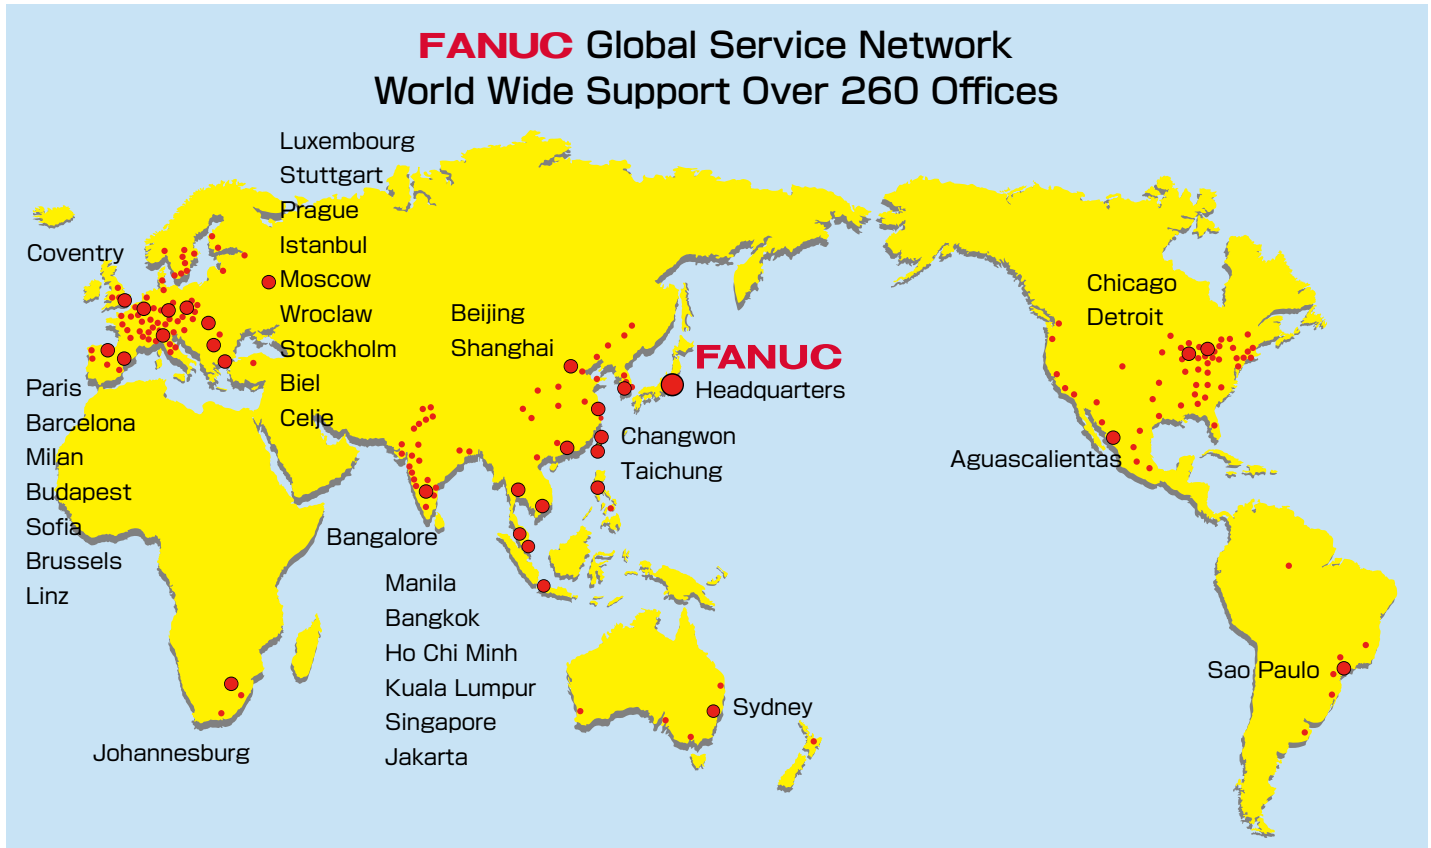 FANUC Global Service Network
World Wide Support Over 260 Offices
Luxembourg
Stuttgart
Prague
Istanbul
Moscow
Wroclaw
Stockholm
Biel
Celje
Coventry
Paris
Barcelona
Milan
Budapest
Sofia
Brussels
Linz
Beijing
Shanghai
FANUC
Headquarters
Changwon
Taichung
Bangalore
Manila
Bangkok
Ho Chi Minh
Kuala Lumpur
Singapore
Jakarta
Johannesburg
Sydney
Chicago
Detroit
Aguascalientas
Sao Paulo